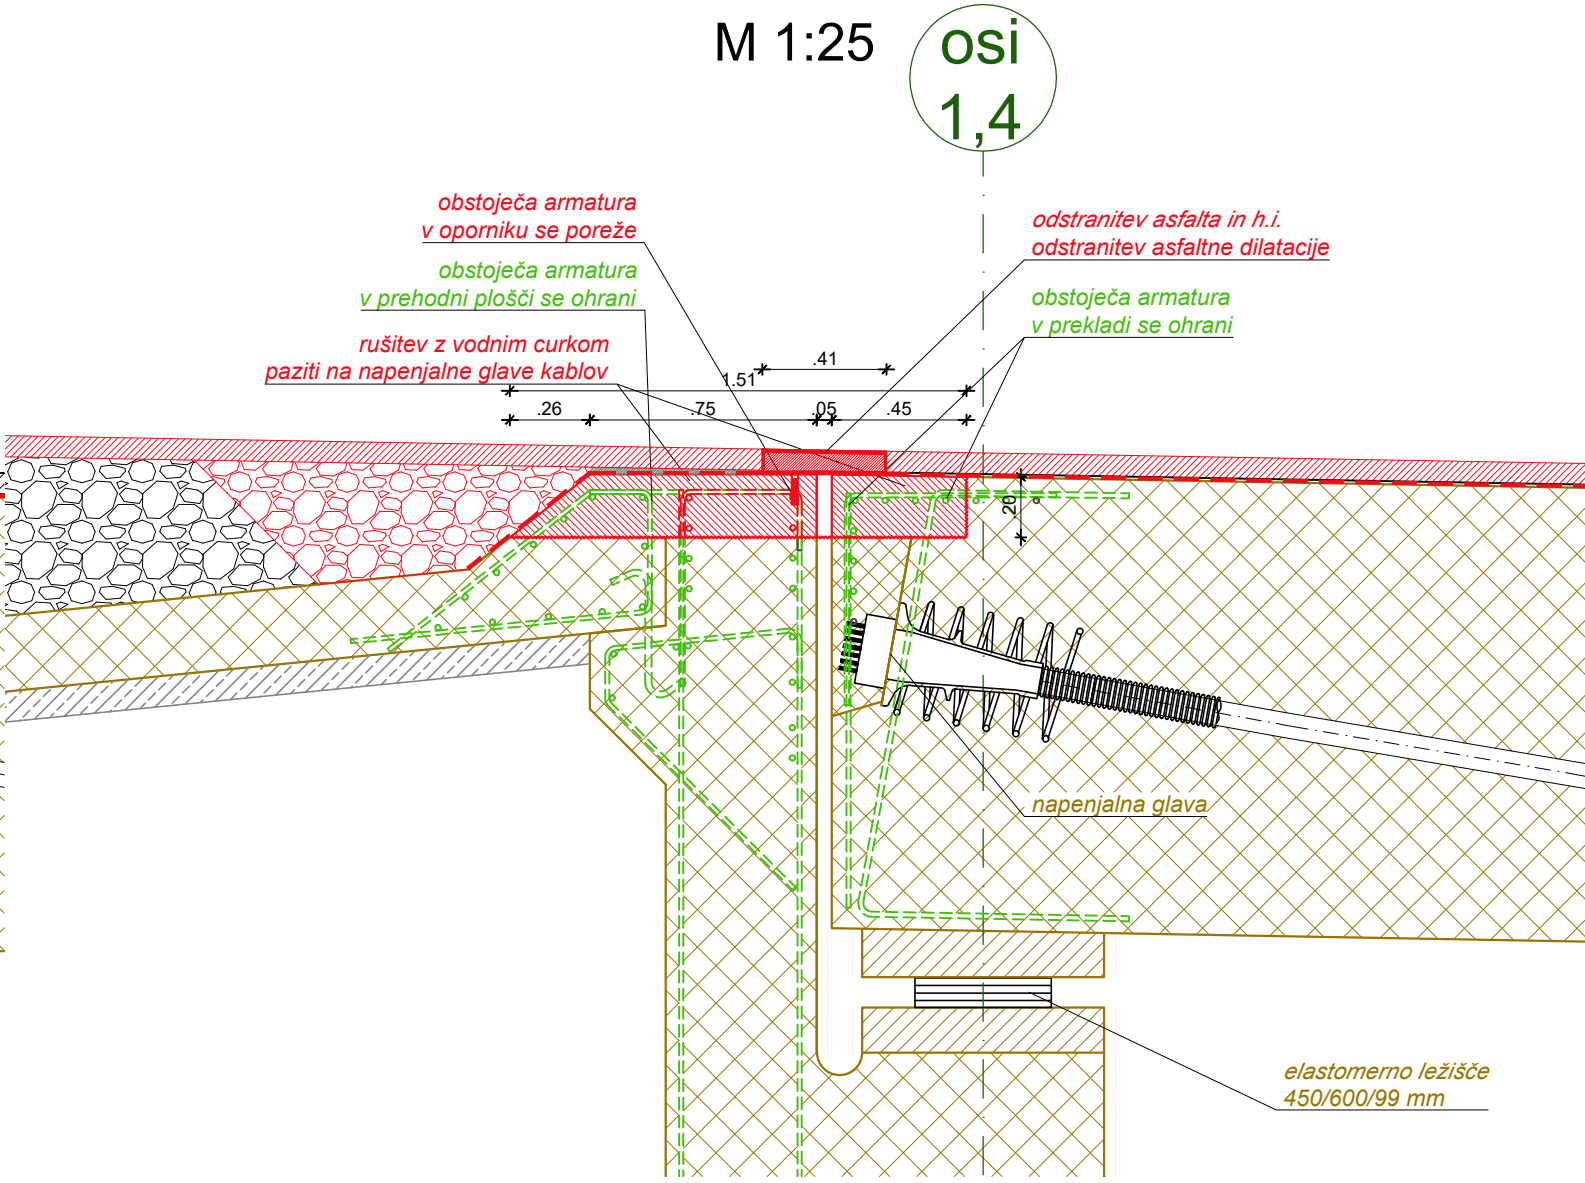 M 1:25
osi
1,4
obstoječa armatura
v oporniku se poreže
odstranitev asfalta in h.i.
odstranitev asfaltne dilatacije
obstoječa armatura
v prehodni plošči se ohrani
obstoječa armatura
v prekladi se ohrani
rušitev z vodnim curkom
paziti na napenjalne glave kablov
.41
1.51
.26
.75
.05
.45
.20
napenjalna glava
elastomerno ležišče
450/600/99 mm